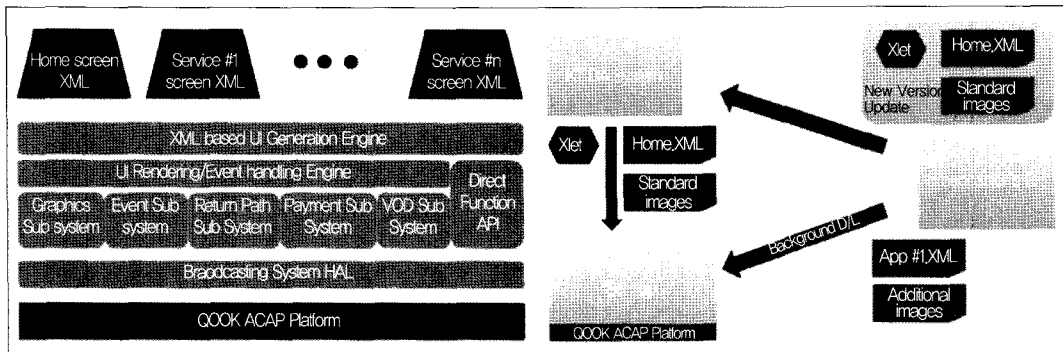 Home screen
XML
Service #1
screen XML
Service #n
screen XML
XML based UI Generation Engine
UI Rendering/Event handling Engine
Direct
Function
API
Graphics
Sub system
Event Sub
system
Return Path
Sub System
Payment Sub
System
VOD Sub
System
Braodcasting System HAL
QOOK ACAP Platform
Xlet
Home,XML
Standard
images
QOOK ACAP Platform
Xlet
Home,XML
New Version
Update
Standard
images
Background D/L
App #1,XML
Additional
images